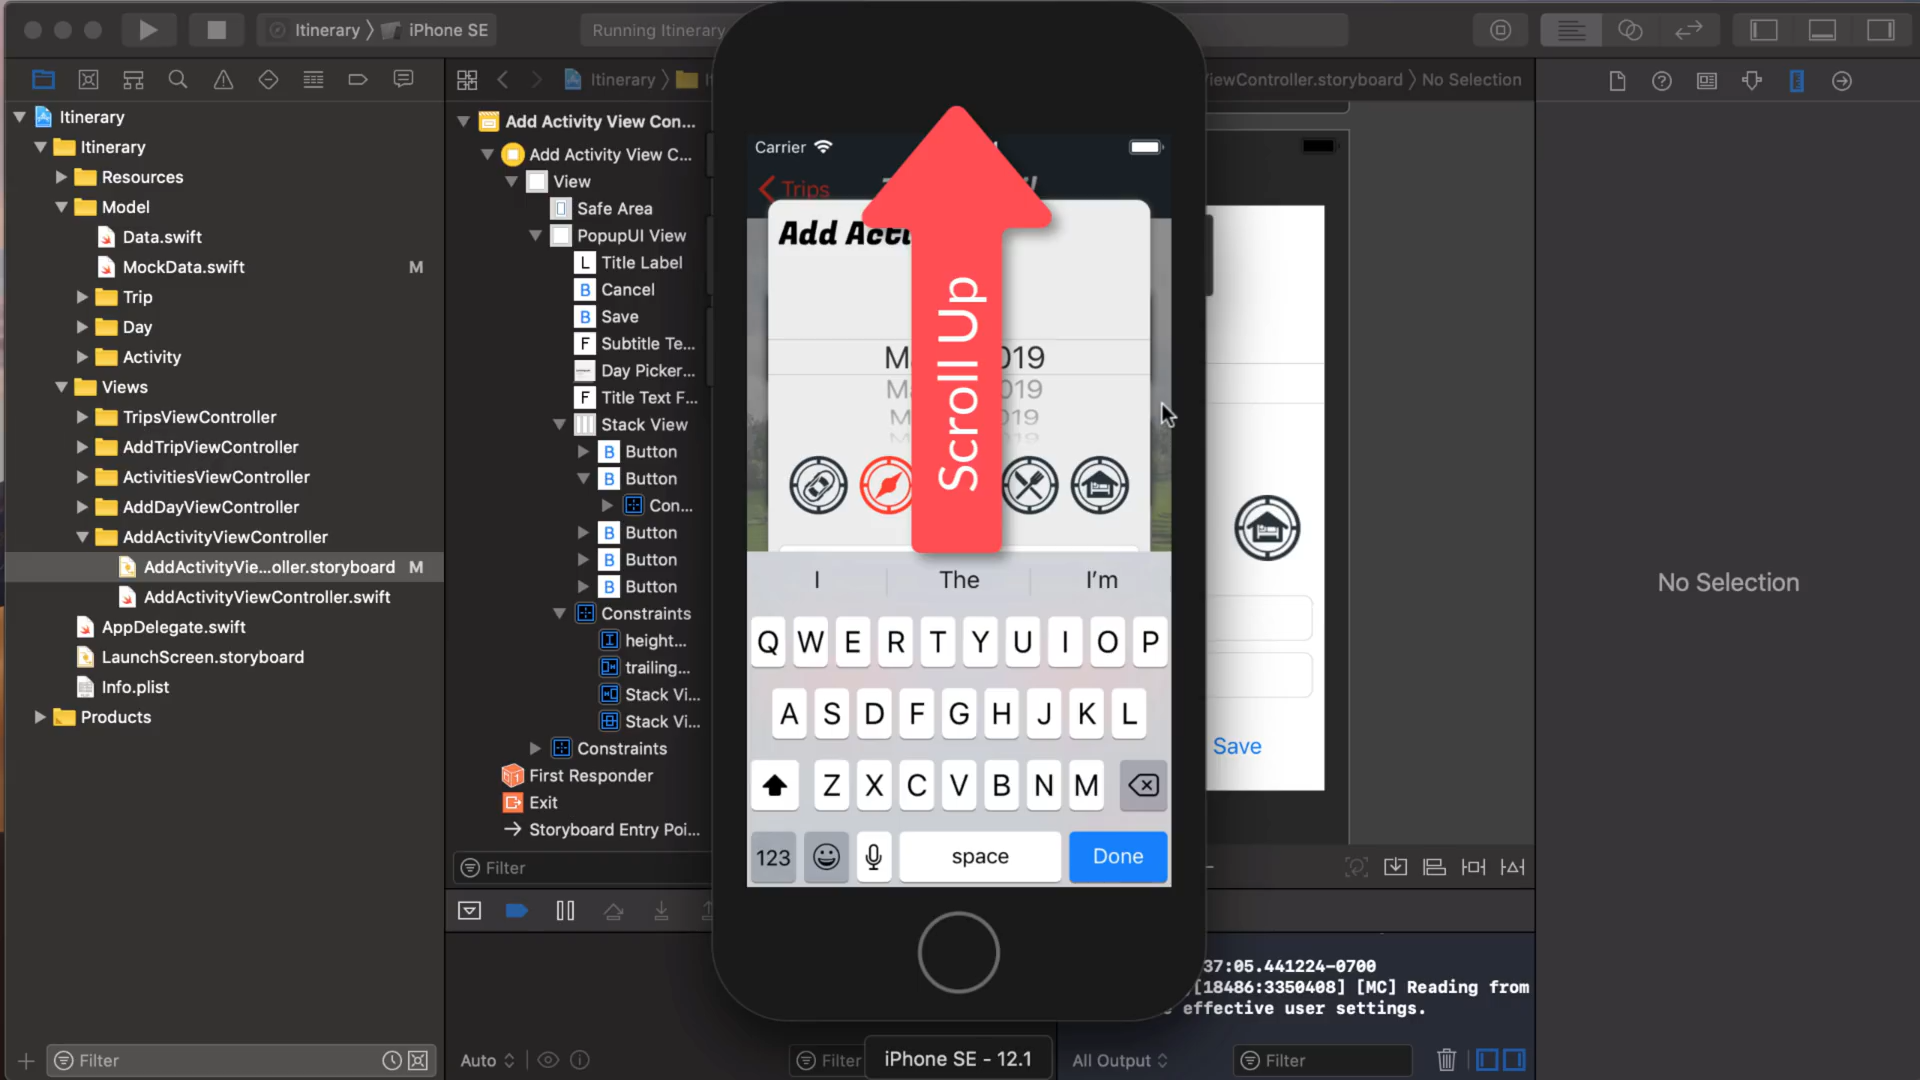 Itinerary
iPhone SE
Running Itinerary
Itinerary
ViewController.storyboard
No Selection
Itinerary
Itinerary
Resources
Model
Data.swift
MockData.swift
M
Trip
Day
Activity
Views
TripsViewController
AddTripViewController
ActivitiesViewController
AddDayViewController
AddActivityViewController
AddActivityVie...oller.storyboard
M
AddActivityViewController.swift
AppDelegate.swift
LaunchScreen.storyboard
Info.plist
Products
Filter
Add Activity View Con...
Add Activity View C...
View
Safe Area
PopupUI View
L Title Label
B Cancel
B Save
F Subtitle Te...
Day Picker...
F Title Text F...
Stack View
B Button
B Button
Con...
B Button
B Button
B Button
Constraints
height...
trailing...
Stack Vi...
Stack Vi...
Constraints
First Responder
Exit
Storyboard Entry Poi...
Filter
Carrier
Trips
Scroll Up
I
The
I'm
Q W E R T Y U I O P
A S D F G H J K L
Z X C V B N M
123
space
Done
Save
No Selection
37:05.441224-0700
[18486:3350408] [MC] Reading from
effective user settings.
Auto
Filter
iPhone SE - 12.1
All Output
Filter